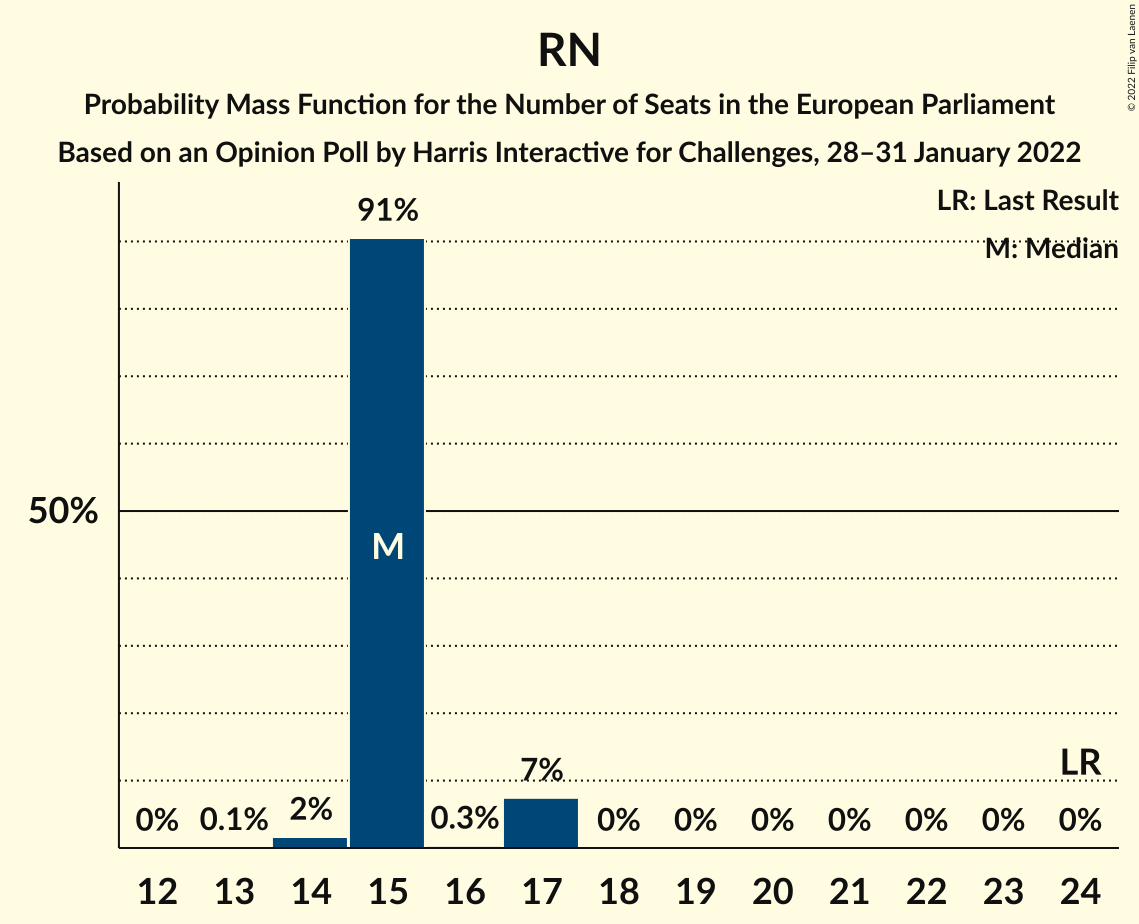 RN
Probability Mass Function for the Number of Seats in the European Parliament
Based on an Opinion Poll by Harris Interactive for Challenges, 28–31 January 2022
© 2022 Filip van Laenen
LR: Last Result
M: Median
91%
50%
M
LR
0% 0.1% 2% 0.3% 7% 0% 0% 0% 0% 0% 0% 0%
12 13 14 15 16 17 18 19 20 21 22 23 24